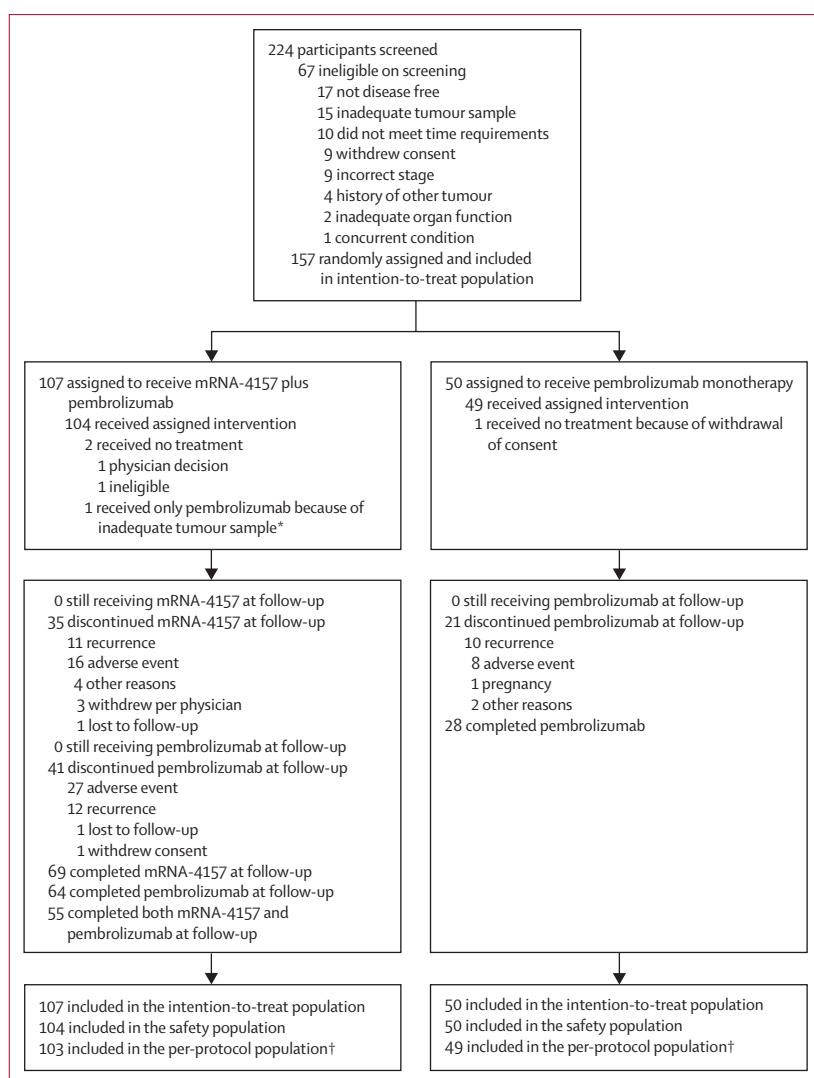 224 participants screened
67 ineligible on screening
17 not disease free
15 inadequate tumour sample
10 did not meet time requirements
9 withdrew consent
9 incorrect stage
4 history of other tumour
2 inadequate organ function
1 concurrent condition
157 randomly assigned and included
in intention-to-treat population
107 assigned to receive mRNA-4157 plus
pembrolizumab
104 received assigned intervention
2 received no treatment
1 physician decision
1 ineligible
1 received only pembrolizumab because of
inadequate tumour sample*
50 assigned to receive pembrolizumab monotherapy
49 received assigned intervention
1 received no treatment because of withdrawal
of consent
0 still receiving mRNA-4157 at follow-up
35 discontinued mRNA-4157 at follow-up
11 recurrence
16 adverse event
4 other reasons
3 withdrew per physician
1 lost to follow-up
0 still receiving pembrolizumab at follow-up
41 discontinued pembrolizumab at follow-up
27 adverse event
12 recurrence
1 lost to follow-up
1 withdrew consent
69 completed mRNA-4157 at follow-up
64 completed pembrolizumab at follow-up
55 completed both mRNA-4157 and
pembrolizumab at follow-up
0 still receiving pembrolizumab at follow-up
21 discontinued pembrolizumab at follow-up
10 recurrence
8 adverse event
1 pregnancy
2 other reasons
28 completed pembrolizumab
107 included in the intention-to-treat population
104 included in the safety population
103 included in the per-protocol population†
50 included in the intention-to-treat population
50 included in the safety population
49 included in the per-protocol population†